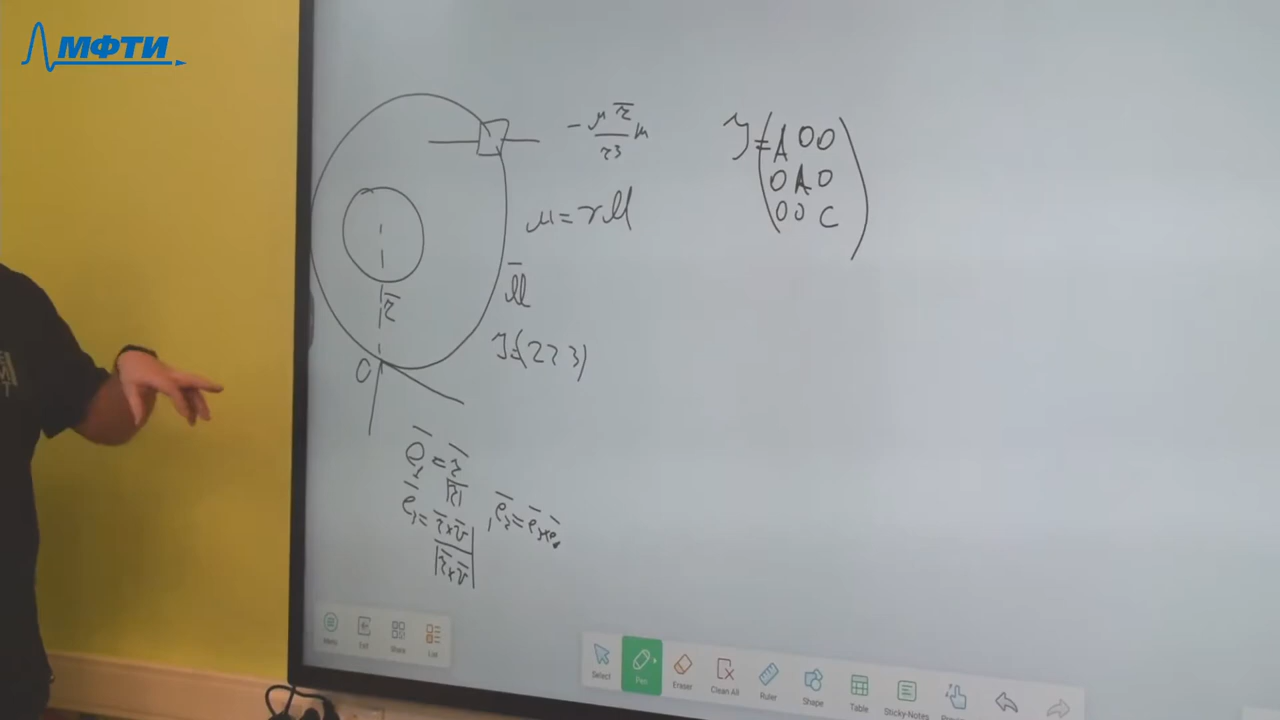 МФТИ
- μ r̄ / r³ m
μ = γM
M̄
J = (2 2 3)
r̄
O
ē₁ = r̄ / |r̄|
ē₃ = r̄×v̄ / |r̄×v̄| , ē₂ = ē₃×ē₁
J = ( A 0 0
0 A 0
0 0 C )
Menu Exit Share List
Select Pen Eraser Clean All Ruler Shape Table Sticky-Notes